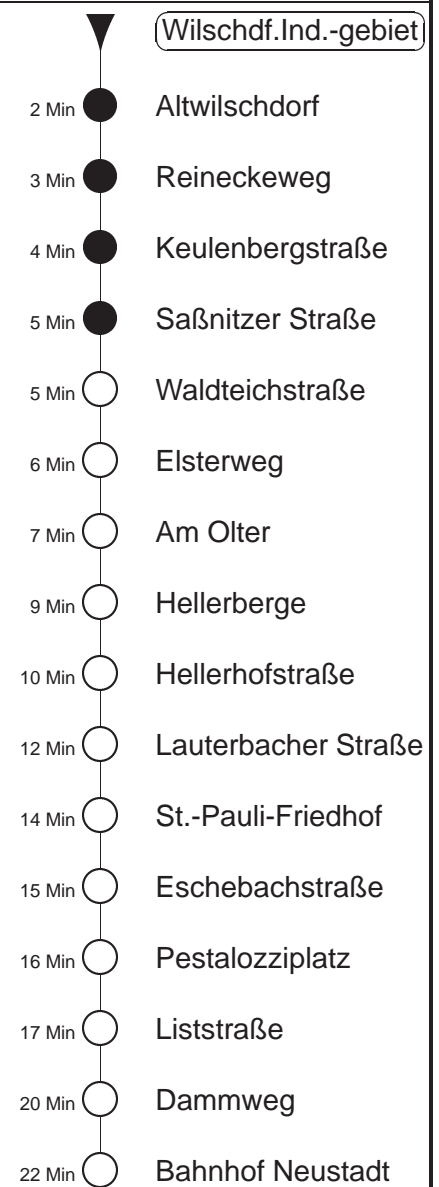 Wilschdf.Ind.-gebiet
2 Min Altwilschdorf
3 Min Reineckeweg
4 Min Keulenbergstraße
5 Min Saßnitzer Straße
5 Min Waldteichstraße
6 Min Elsterweg
7 Min Am Olter
9 Min Hellerberge
10 Min Hellerhofstraße
12 Min Lauterbacher Straße
14 Min St.-Pauli-Friedhof
15 Min Eschebachstraße
16 Min Pestalozziplatz
17 Min Liststraße
20 Min Dammweg
22 Min Bahnhof Neustadt